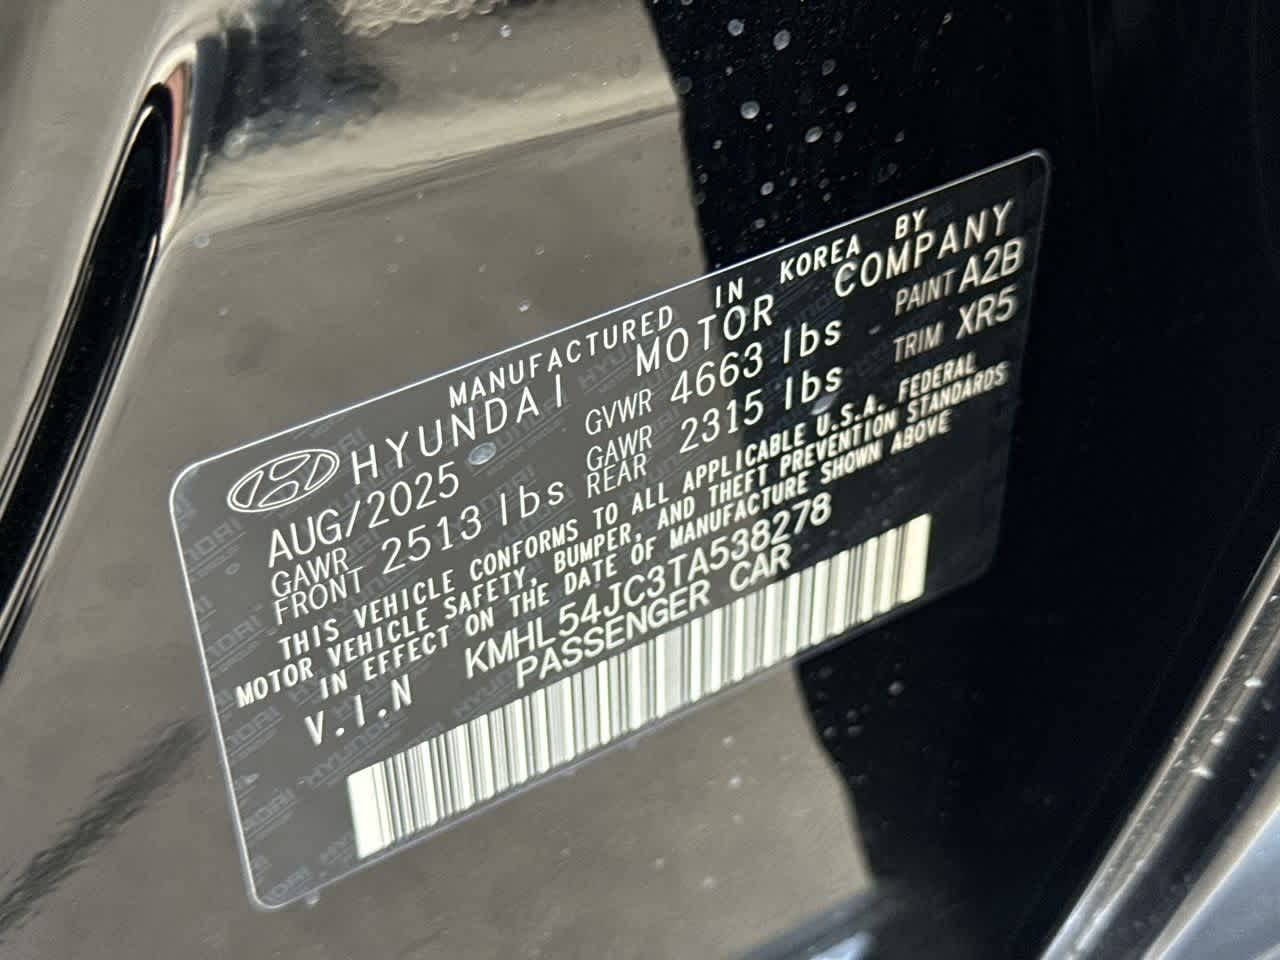 MANUFACTURED IN KOREA BY
HYUNDAI MOTOR COMPANY
AUG/2025 GVWR 4663 lbs PAINT A2B
GAWR FRONT 2513 lbs GAWR REAR 2315 lbs TRIM XR5
THIS VEHICLE CONFORMS TO ALL APPLICABLE U.S.A. FEDERAL
MOTOR VEHICLE SAFETY, BUMPER, AND THEFT PREVENTION STANDARDS
IN EFFECT ON THE DATE OF MANUFACTURE SHOWN ABOVE
V.I.N KMHL54JC3TA538278
PASSENGER CAR